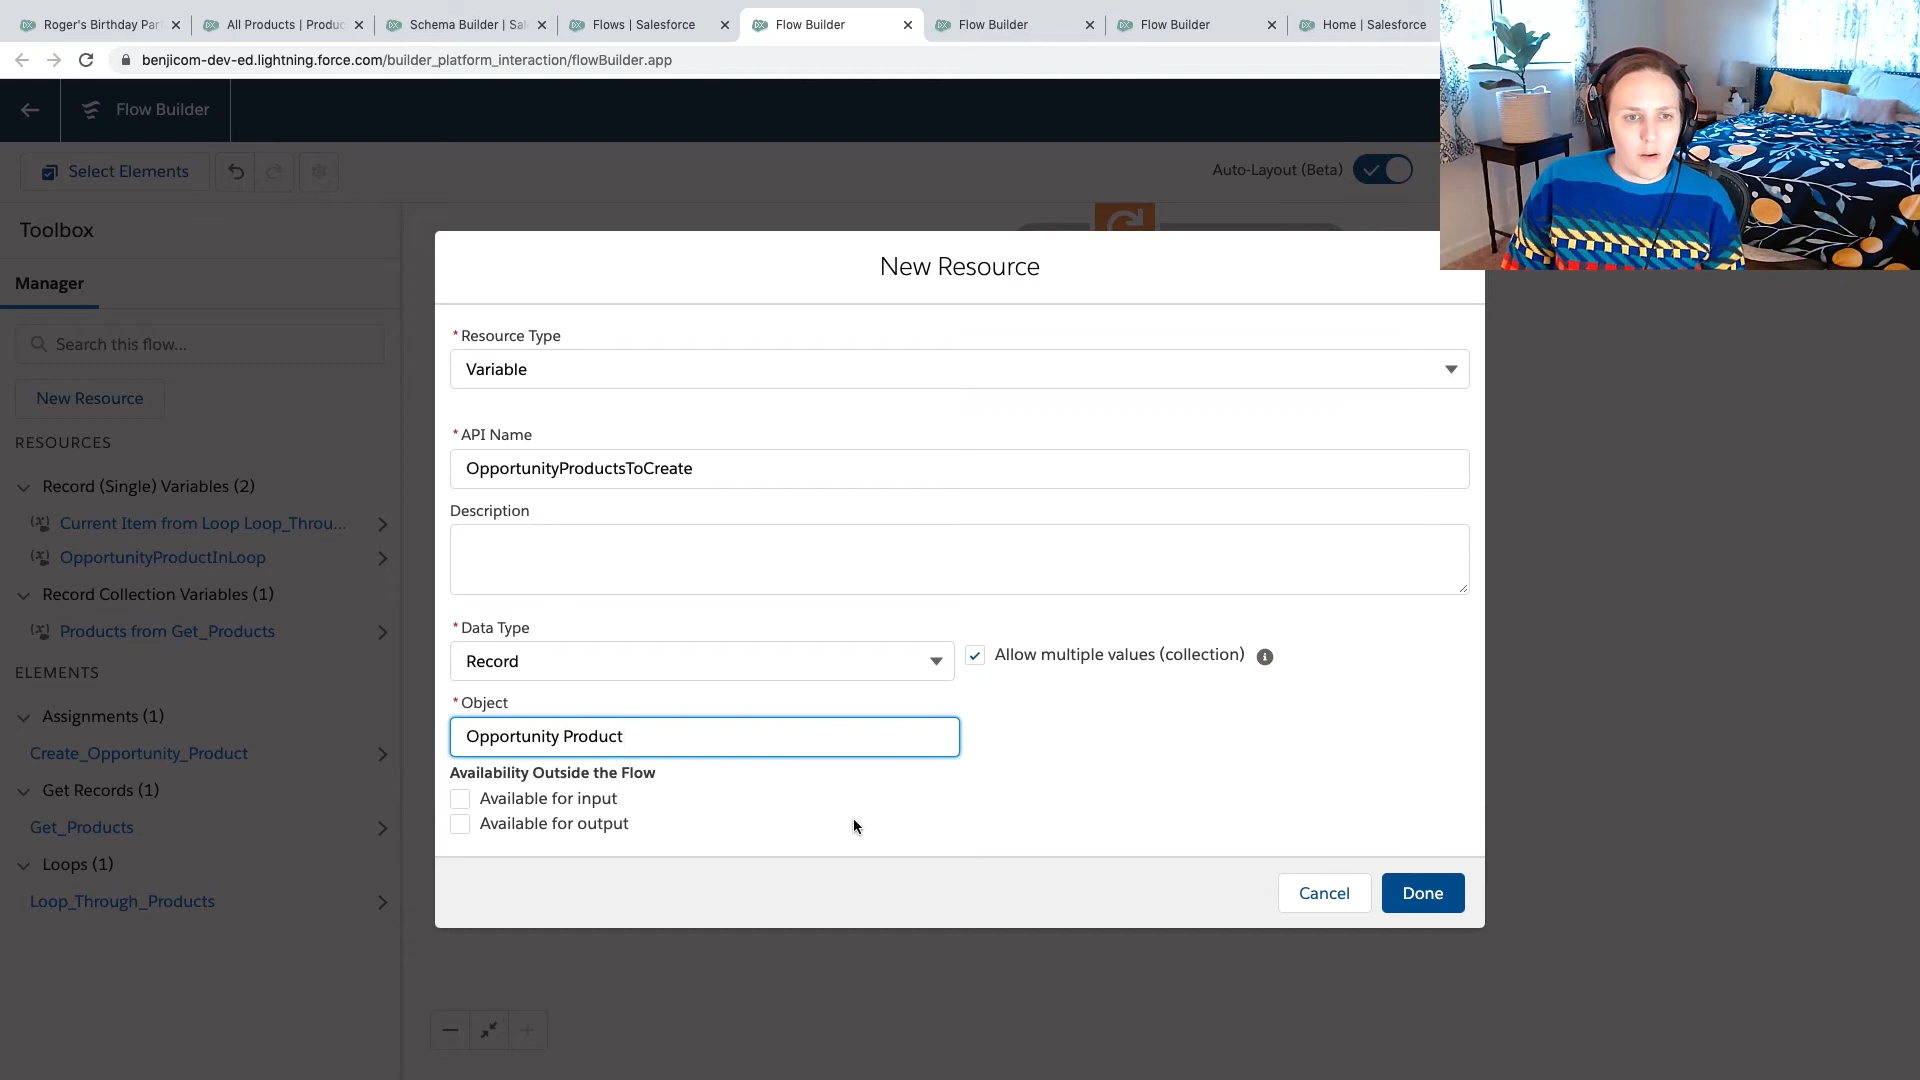 Roger's Birthday Par
All Products | Produc
Schema Builder | Sal
Flows | Salesforce
Flow Builder
Flow Builder
Flow Builder
Home | Salesforce
benjicom-dev-ed.lightning.force.com/builder_platform_interaction/flowBuilder.app
Flow Builder
Select Elements
Auto-Layout (Beta)
Toolbox
Manager
Search this flow...
New Resource
RESOURCES
Record (Single) Variables (2)
Current Item from Loop Loop_Throu...
OpportunityProductInLoop
Record Collection Variables (1)
Products from Get_Products
ELEMENTS
Assignments (1)
Create_Opportunity_Product
Get Records (1)
Get_Products
Loops (1)
Loop_Through_Products
New Resource
* Resource Type
Variable
* API Name
OpportunityProductsToCreate
Description
* Data Type
Record
Allow multiple values (collection)
* Object
Opportunity Product
Availability Outside the Flow
Available for input
Available for output
Cancel
Done